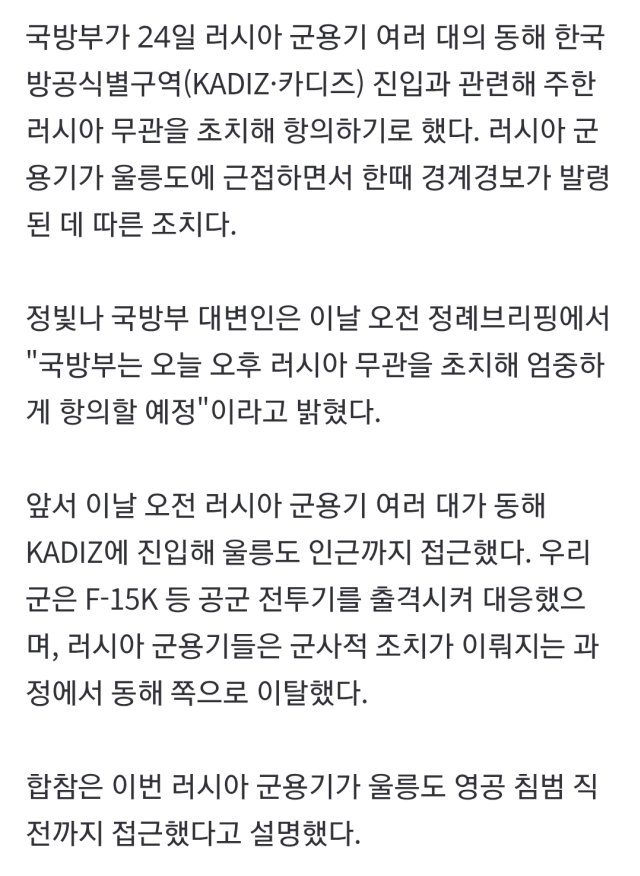 국방부가 24일 러시아 군용기 여러 대의 동해 한국
방공식별구역(KADIZ·카디즈) 진입과 관련해 주한
러시아 무관을 초치해 항의하기로 했다. 러시아 군
용기가 울릉도에 근접하면서 한때 경계경보가 발령
된 데 따른 조치다.
정빛나 국방부 대변인은 이날 오전 정례브리핑에서
"국방부는 오늘 오후 러시아 무관을 초치해 엄중하
게 항의할 예정"이라고 밝혔다.
앞서 이날 오전 러시아 군용기 여러 대가 동해
KADIZ에 진입해 울릉도 인근까지 접근했다. 우리
군은 F-15K 등 공군 전투기를 출격시켜 대응했으
며, 러시아 군용기들은 군사적 조치가 이뤄지는 과
정에서 동해 쪽으로 이탈했다.
합참은 이번 러시아 군용기가 울릉도 영공 침범 직
전까지 접근했다고 설명했다.